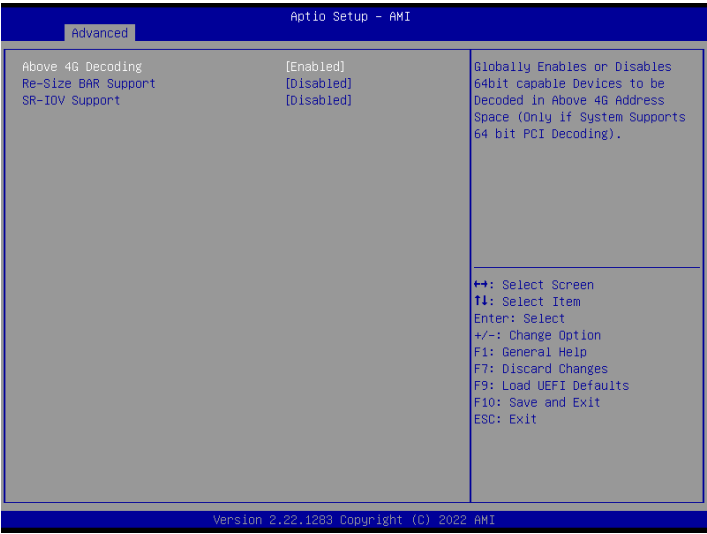 Aptio Setup – AMI
Advanced
Above 4G Decoding [Enabled]
Re-Size BAR Support [Disabled]
SR-IOV Support [Disabled]
Globally Enables or Disables
64bit capable Devices to be
Decoded in Above 4G Address
Space (Only if System Supports
64 bit PCI Decoding).
↔: Select Screen
↑↓: Select Item
Enter: Select
+/-: Change Option
F1: General Help
F7: Discard Changes
F9: Load UEFI Defaults
F10: Save and Exit
ESC: Exit
Version 2.22.1283 Copyright (C) 2022 AMI